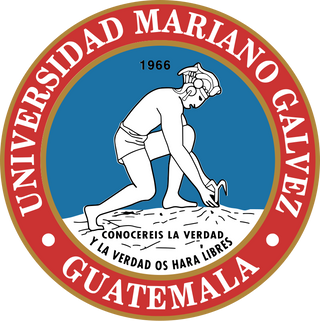 UNIVERSIDAD MARIANO GALVEZ
1966
CONOCEREIS LA VERDAD
Y LA VERDAD OS HARA LIBRES
GUATEMALA